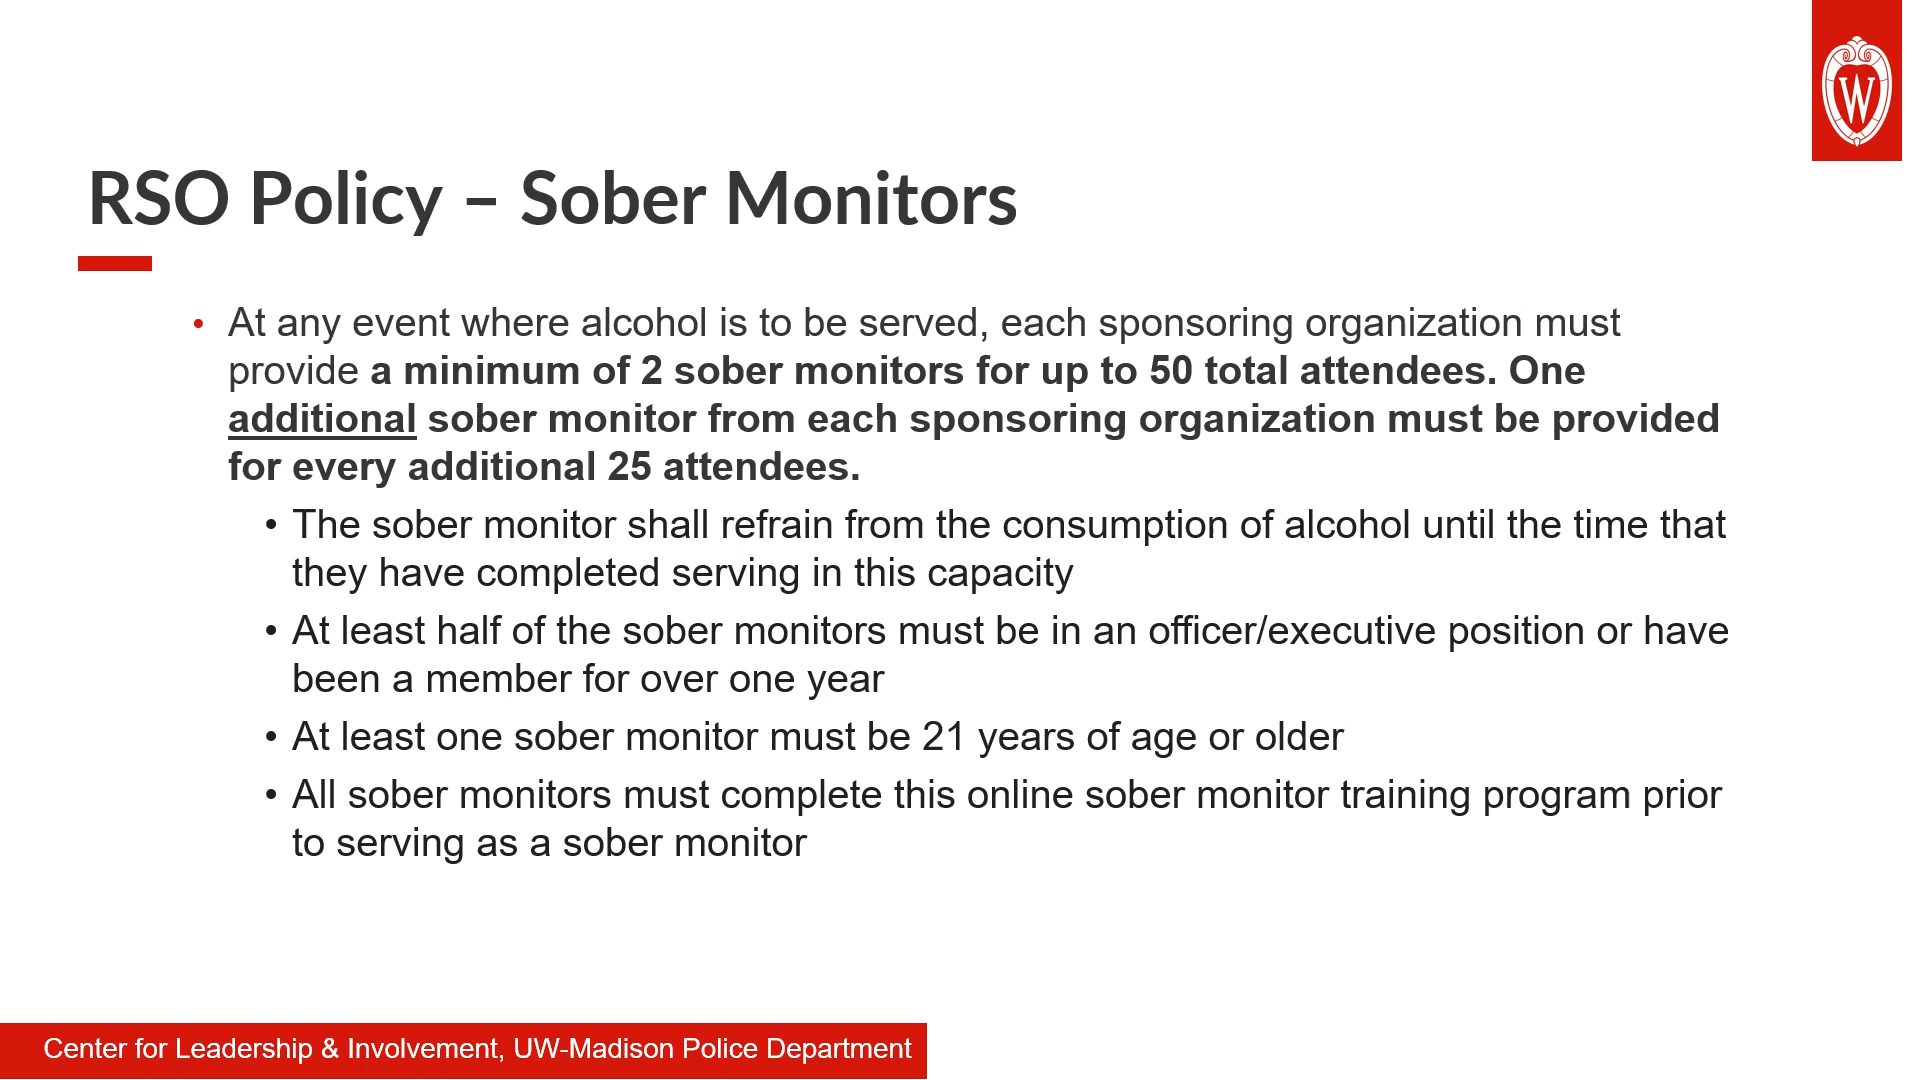 W
RSO Policy – Sober Monitors
• At any event where alcohol is to be served, each sponsoring organization must
provide a minimum of 2 sober monitors for up to 50 total attendees. One
additional sober monitor from each sponsoring organization must be provided
for every additional 25 attendees.
• The sober monitor shall refrain from the consumption of alcohol until the time that
they have completed serving in this capacity
• At least half of the sober monitors must be in an officer/executive position or have
been a member for over one year
• At least one sober monitor must be 21 years of age or older
• All sober monitors must complete this online sober monitor training program prior
to serving as a sober monitor
Center for Leadership & Involvement, UW-Madison Police Department